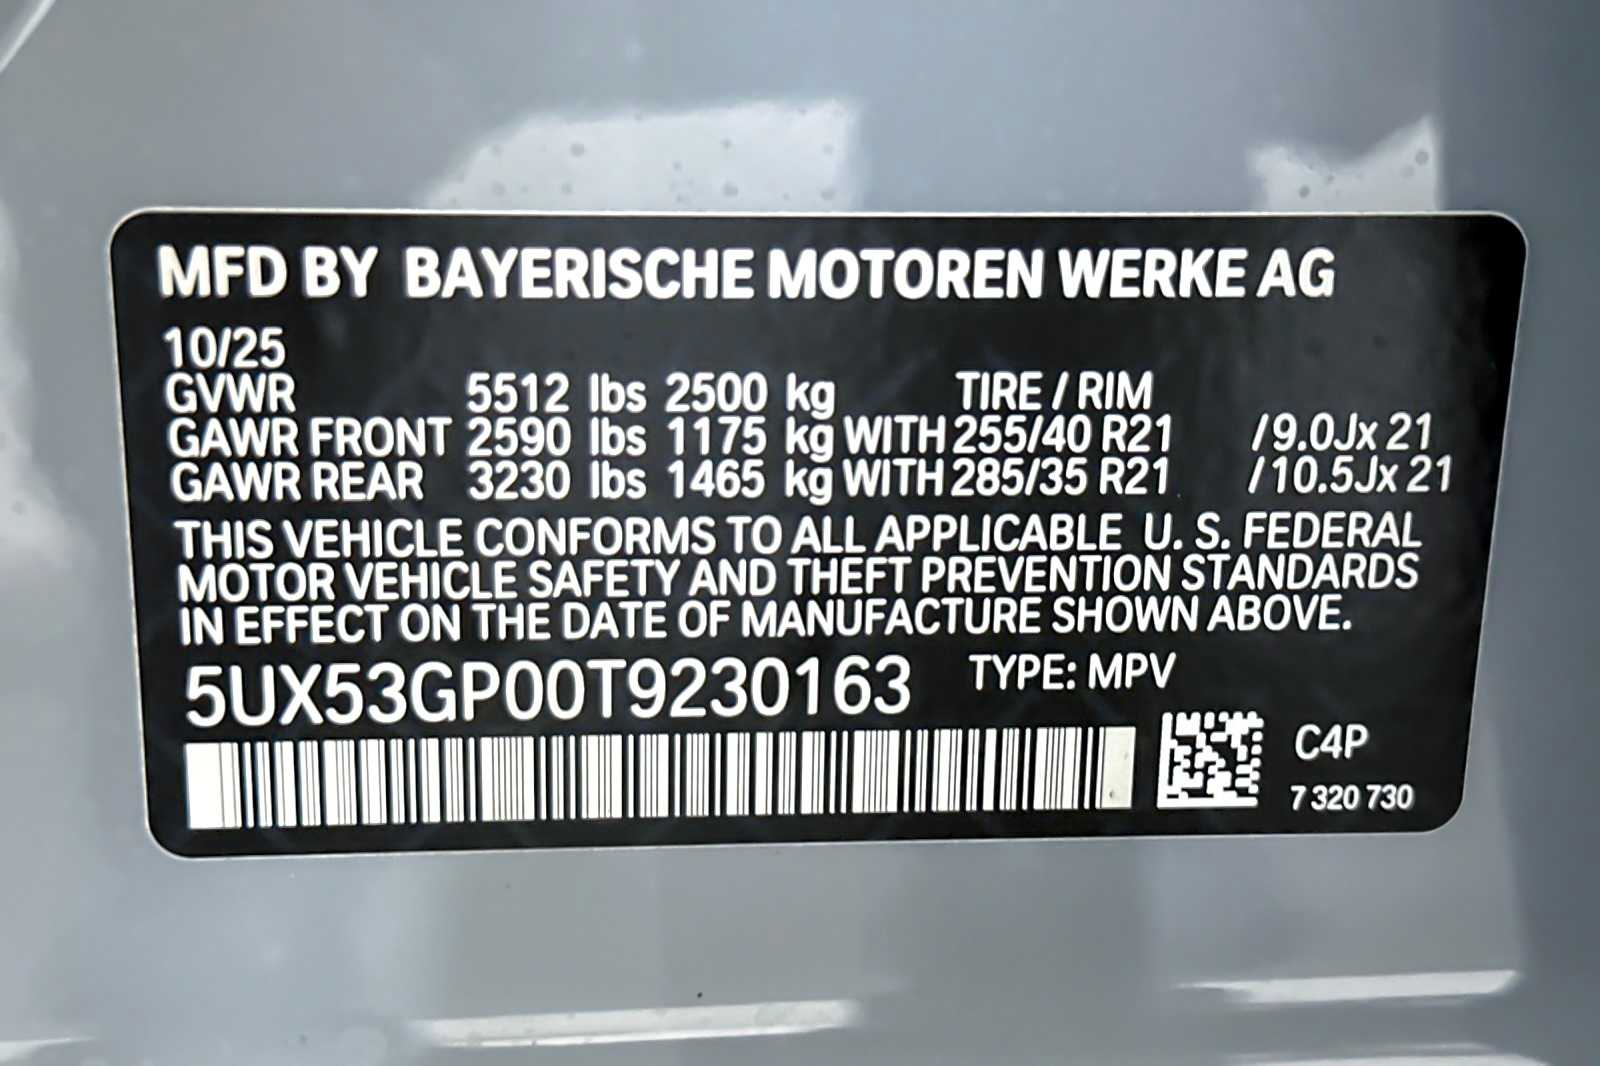 MFD BY BAYERISCHE MOTOREN WERKE AG
10/25
GVWR 5512 lbs 2500 kg TIRE / RIM
GAWR FRONT 2590 lbs 1175 kg WITH 255/40 R21 /9.0Jx 21
GAWR REAR 3230 lbs 1465 kg WITH 285/35 R21 /10.5Jx 21
THIS VEHICLE CONFORMS TO ALL APPLICABLE U. S. FEDERAL
MOTOR VEHICLE SAFETY AND THEFT PREVENTION STANDARDS
IN EFFECT ON THE DATE OF MANUFACTURE SHOWN ABOVE.
5UX53GP00T9230163 TYPE: MPV
C4P
7 320 730